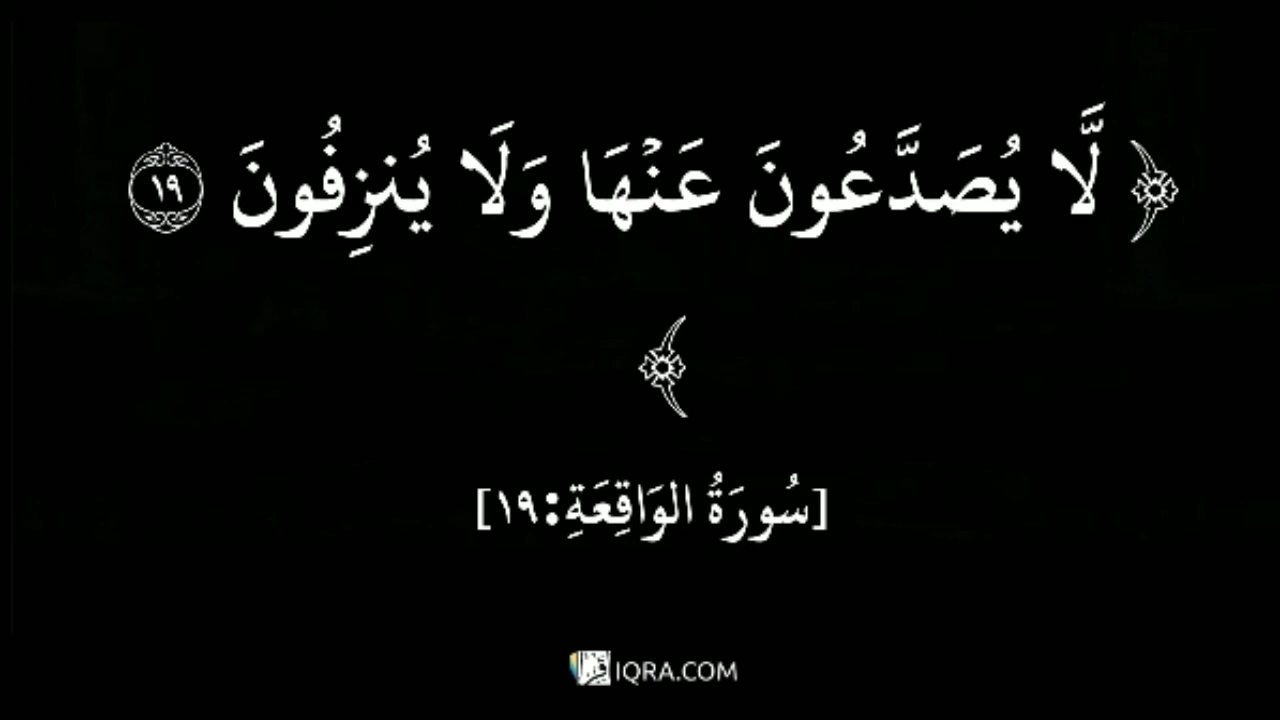 ﴿ لَّا يُصَدَّعُونَ عَنْهَا وَلَا يُنزِفُونَ ١٩
﴾
[سُورَةُ الوَاقِعَةِ:١٩]
IQRA.COM